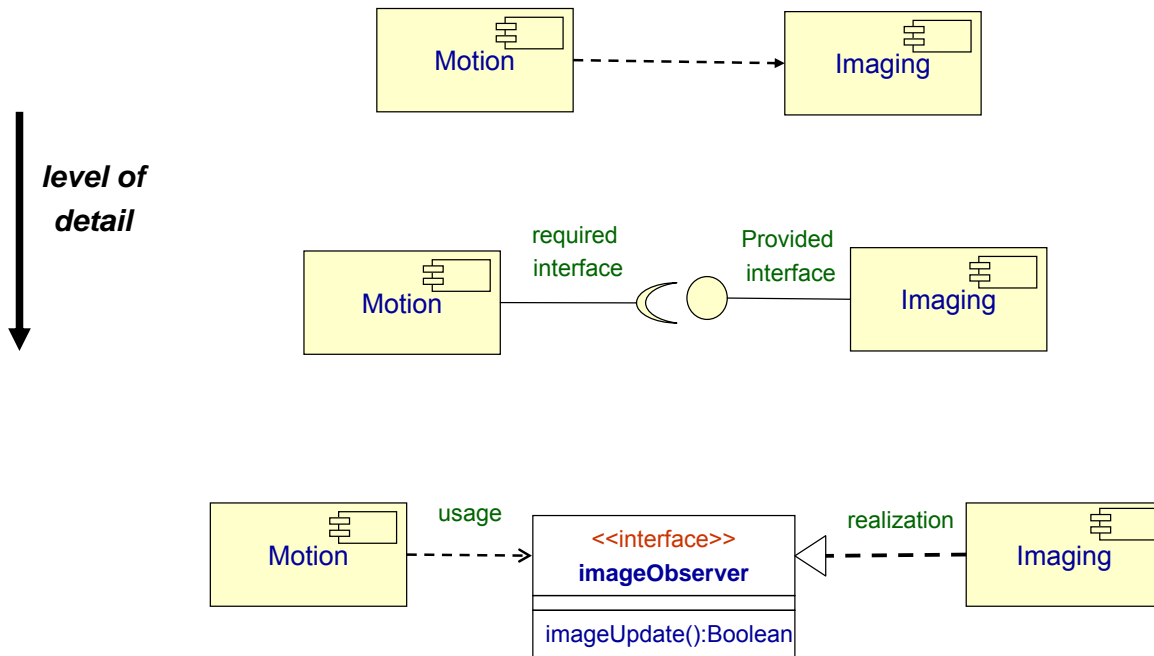 Motion
Imaging
level of
detail
required
interface
Provided
interface
Motion
Imaging
usage
realization
<<interface>>
imageObserver
Motion
Imaging
imageUpdate():Boolean